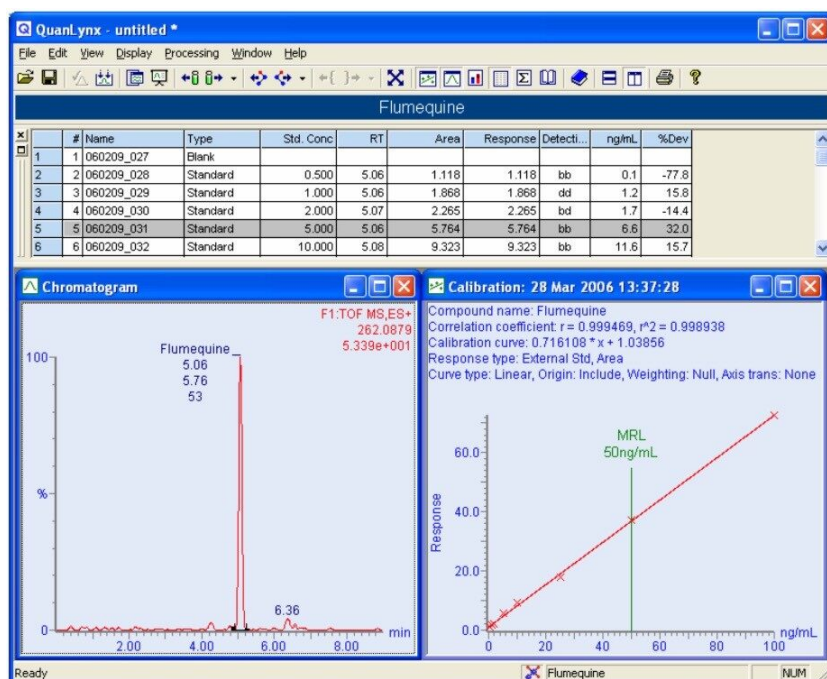 QuanLynx - untitled *
File Edit View Display Processing Window Help
Flumequine
# Name Type Std. Conc RT Area Response Detecti... ng/mL %Dev
1 1 060209_027 Blank
2 2 060209_028 Standard 0.500 5.06 1.118 1.118 bb 0.1 -77.8
3 3 060209_029 Standard 1.000 5.06 1.868 1.868 dd 1.2 15.8
4 4 060209_030 Standard 2.000 5.07 2.265 2.265 bd 1.7 -14.4
5 5 060209_031 Standard 5.000 5.06 5.764 5.764 bb 6.6 32.0
6 6 060209_032 Standard 10.000 5.08 9.323 9.323 bb 11.6 15.7
Chromatogram
F1:TOF MS,ES+
262.0879
5.339e+001
Flumequine
5.06
5.76
53
100
%
0
6.36
2.00 4.00 6.00 8.00 min
Calibration: 28 Mar 2006 13:37:28
Compound name: Flumequine
Correlation coefficient: r = 0.999469, r^2 = 0.998938
Calibration curve: 0.716108 * x + 1.03856
Response type: External Std, Area
Curve type: Linear, Origin: Include, Weighting: Null, Axis trans: None
MRL
50ng/mL
60.0
40.0
20.0
0.0
Response
0 20 40 60 80 100 ng/mL
Ready Flumequine NUM